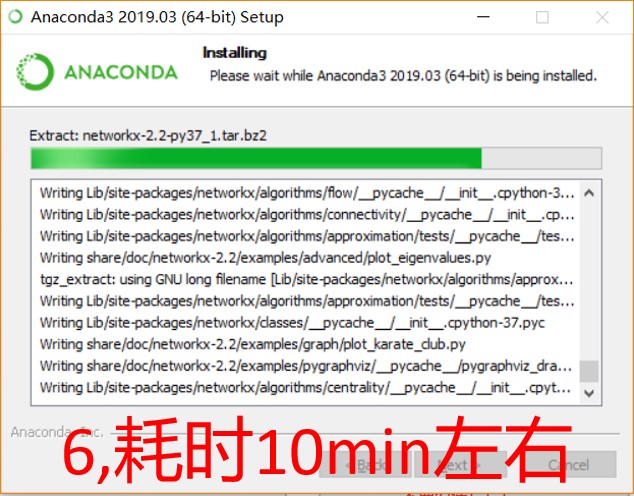 Anaconda3 2019.03 (64-bit) Setup
Installing
ANACONDA
Please wait while Anaconda3 2019.03 (64-bit) is being installed.
Extract: networkx-2.2-py37_1.tar.bz2
Writing Lib/site-packages/networkx/algorithms/flow/__pycache__/__init__.cpython-3...
Writing Lib/site-packages/networkx/algorithms/connectivity/__pycache__/__init__.cp...
Writing Lib/site-packages/networkx/algorithms/approximation/tests/__pycache__/tes...
Writing share/doc/networkx-2.2/examples/advanced/plot_eigenvalues.py
tgz_extract: using GNU long filename [Lib/site-packages/networkx/algorithms/approx...
Writing Lib/site-packages/networkx/algorithms/approximation/tests/__pycache__/tes...
Writing Lib/site-packages/networkx/classes/__pycache__/__init__.cpython-37.pyc
Writing share/doc/networkx-2.2/examples/graph/plot_karate_club.py
Writing share/doc/networkx-2.2/examples/pygraphviz/__pycache__/pygraphviz_dra...
Writing Lib/site-packages/networkx/algorithms/centrality/__pycache__/__init__.cpyt...
Anaconda, Inc.
6,耗时10min左右
< Back
Next >
Cancel